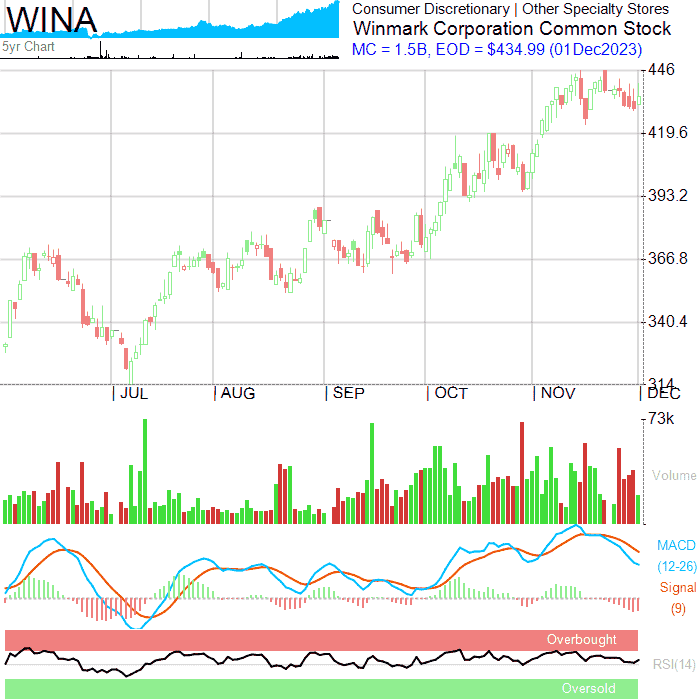 WINA
5yr Chart
Consumer Discretionary | Other Specialty Stores
Winmark Corporation Common Stock
MC = 1.5B, EOD = $434.99 (01Dec2023)
446
419.6
393.2
366.8
340.4
314
| JUL | AUG | SEP | OCT | NOV | DEC
73k
Volume
MACD
(12-26)
Signal
(9)
Overbought
RSI(14)
Oversold